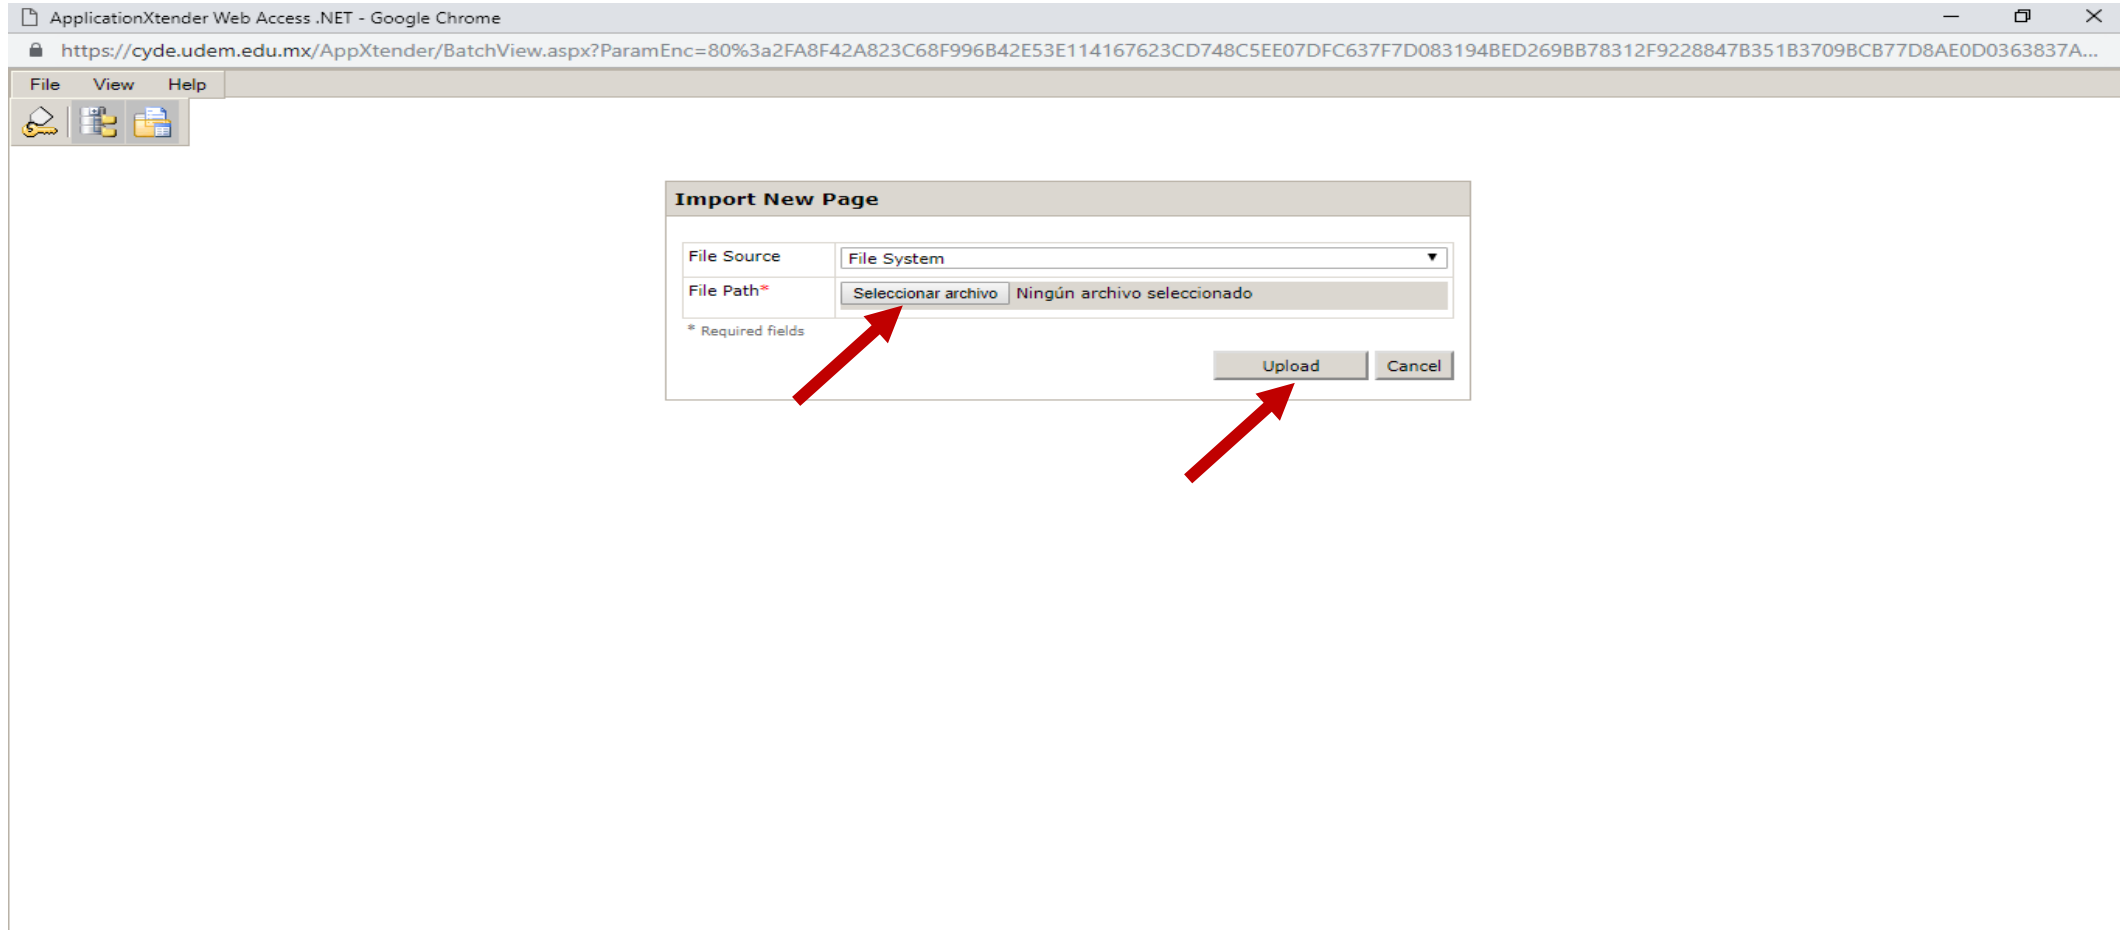 ApplicationXtender Web Access .NET - Google Chrome
https://cyde.udem.edu.mx/AppXtender/BatchView.aspx?ParamEnc=80%3a2FA8F42A823C68F996B42E53E114167623CD748C5EE07DFC637F7D083194BED269BB78312F9228847B351B3709BCB77D8AE0D0363837A...
File View Help
Import New Page
File Source File System
File Path* Seleccionar archivo Ningún archivo seleccionado
* Required fields
Upload Cancel